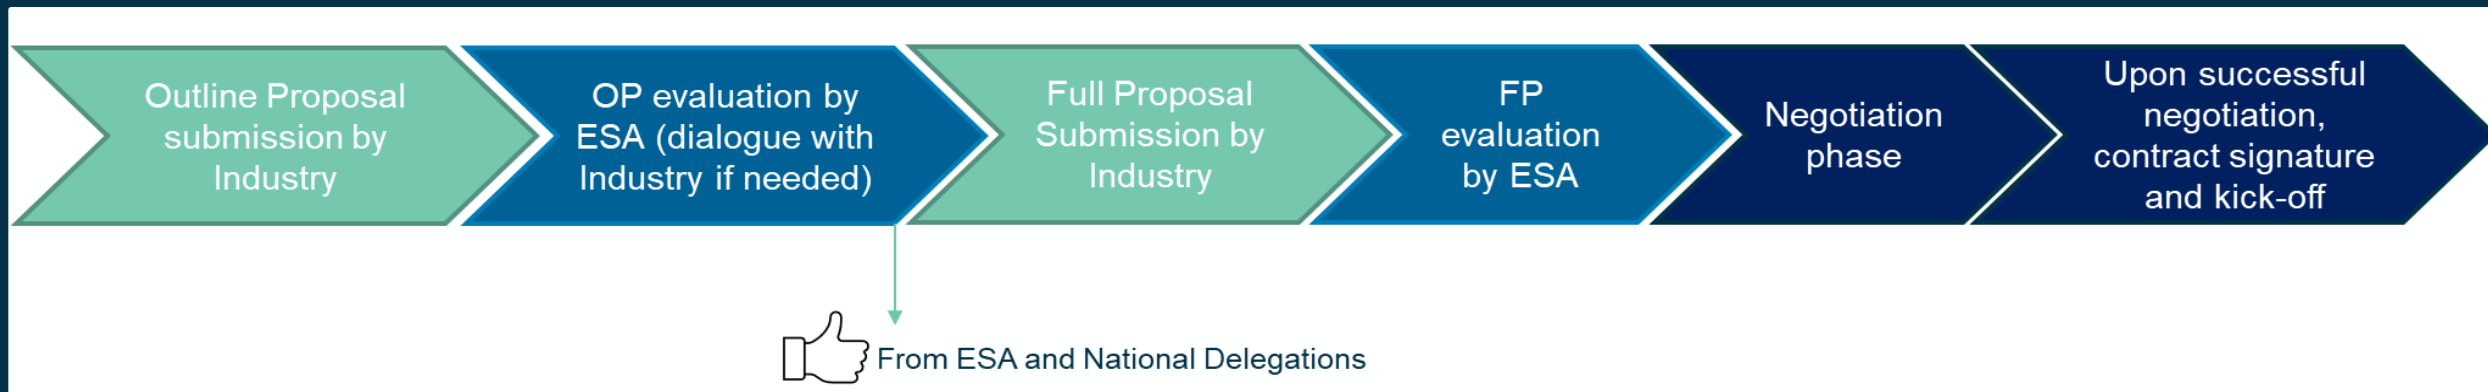 Outline Proposal
submission by
Industry
OP evaluation by
ESA (dialogue with
Industry if needed)
Full Proposal
Submission by
Industry
FP
evaluation
by ESA
Negotiation
phase
Upon successful
negotiation,
contract signature
and kick-off
From ESA and National Delegations